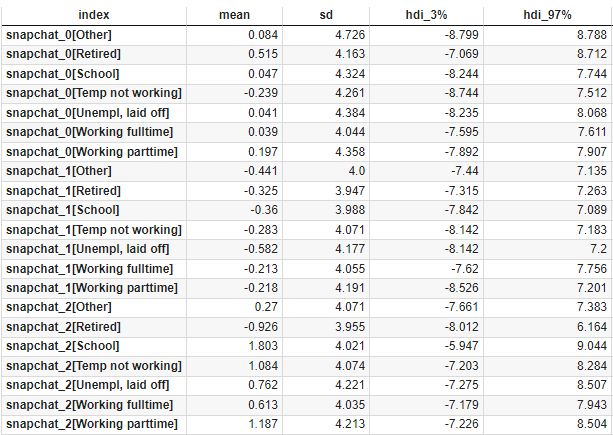 index mean sd hdi_3% hdi_97%
snapchat_0[Other] 0.084 4.726 -8.799 8.788
snapchat_0[Retired] 0.515 4.163 -7.069 8.712
snapchat_0[School] 0.047 4.324 -8.244 7.744
snapchat_0[Temp not working] -0.239 4.261 -8.744 7.512
snapchat_0[Unempl, laid off] 0.041 4.384 -8.235 8.068
snapchat_0[Working fulltime] 0.039 4.044 -7.595 7.611
snapchat_0[Working parttime] 0.197 4.358 -7.892 7.907
snapchat_1[Other] -0.441 4.0 -7.44 7.135
snapchat_1[Retired] -0.325 3.947 -7.315 7.263
snapchat_1[School] -0.36 3.988 -7.842 7.089
snapchat_1[Temp not working] -0.283 4.071 -8.142 7.183
snapchat_1[Unempl, laid off] -0.582 4.177 -8.142 7.2
snapchat_1[Working fulltime] -0.213 4.055 -7.62 7.756
snapchat_1[Working parttime] -0.218 4.191 -8.526 7.201
snapchat_2[Other] 0.27 4.071 -7.661 7.383
snapchat_2[Retired] -0.926 3.955 -8.012 6.164
snapchat_2[School] 1.803 4.021 -5.947 9.044
snapchat_2[Temp not working] 1.084 4.074 -7.203 8.284
snapchat_2[Unempl, laid off] 0.762 4.221 -7.275 8.507
snapchat_2[Working fulltime] 0.613 4.035 -7.179 7.943
snapchat_2[Working parttime] 1.187 4.213 -7.226 8.504